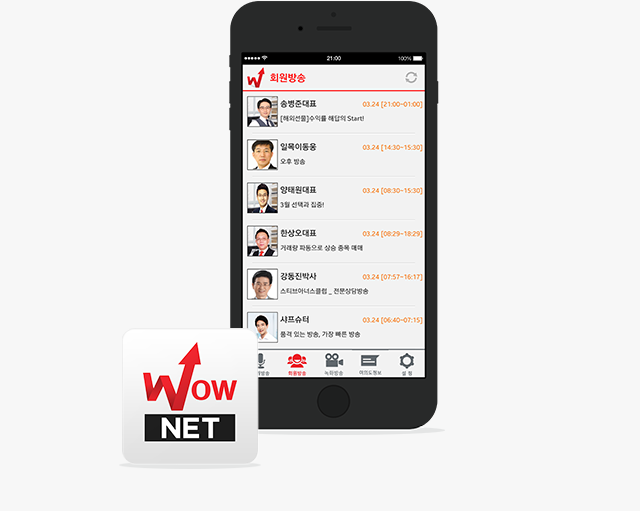 21:00
100%
회원방송
송병준대표 03.24 [21:00~01:00]
[해외선물]수익률 해답의 Start!
일목이동웅 03.24 [14:30~15:30]
오후 방송
양태원대표 03.24 [08:30~15:30]
3월 선택과 집중!
한상오대표 03.24 [08:29~18:29]
거래량 파동으로 상승 종목 매매
강동진박사 03.24 [07:57~16:17]
스티브아너스클럽 _ 전문상담방송
샤프슈터 03.24 [06:40~07:15]
품격 있는 방송, 가장 빠른 방송
회원방송 녹화방송 여의도정보 설 정
WOW
NET